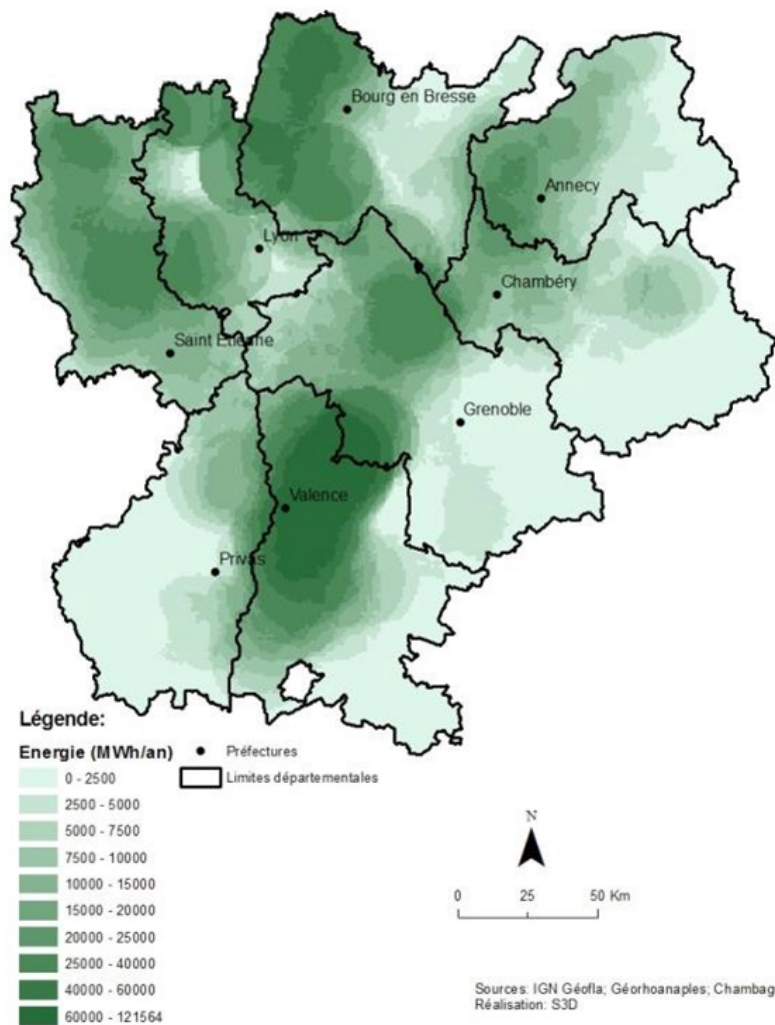 Bourg en Bresse
Annecy
Lyon
Chambéry
Saint Etienne
Grenoble
Valence
Privas
Légende:
Energie (MWh/an)
Préfectures
Limites départementales
0 - 2500
2500 - 5000
5000 - 7500
7500 - 10000
10000 - 15000
15000 - 20000
20000 - 25000
25000 - 40000
40000 - 60000
60000 - 121564
N
0 25 50 Km
Sources: IGN Géofla; Géorhoanaples; Chambag
Réalisation: S3D